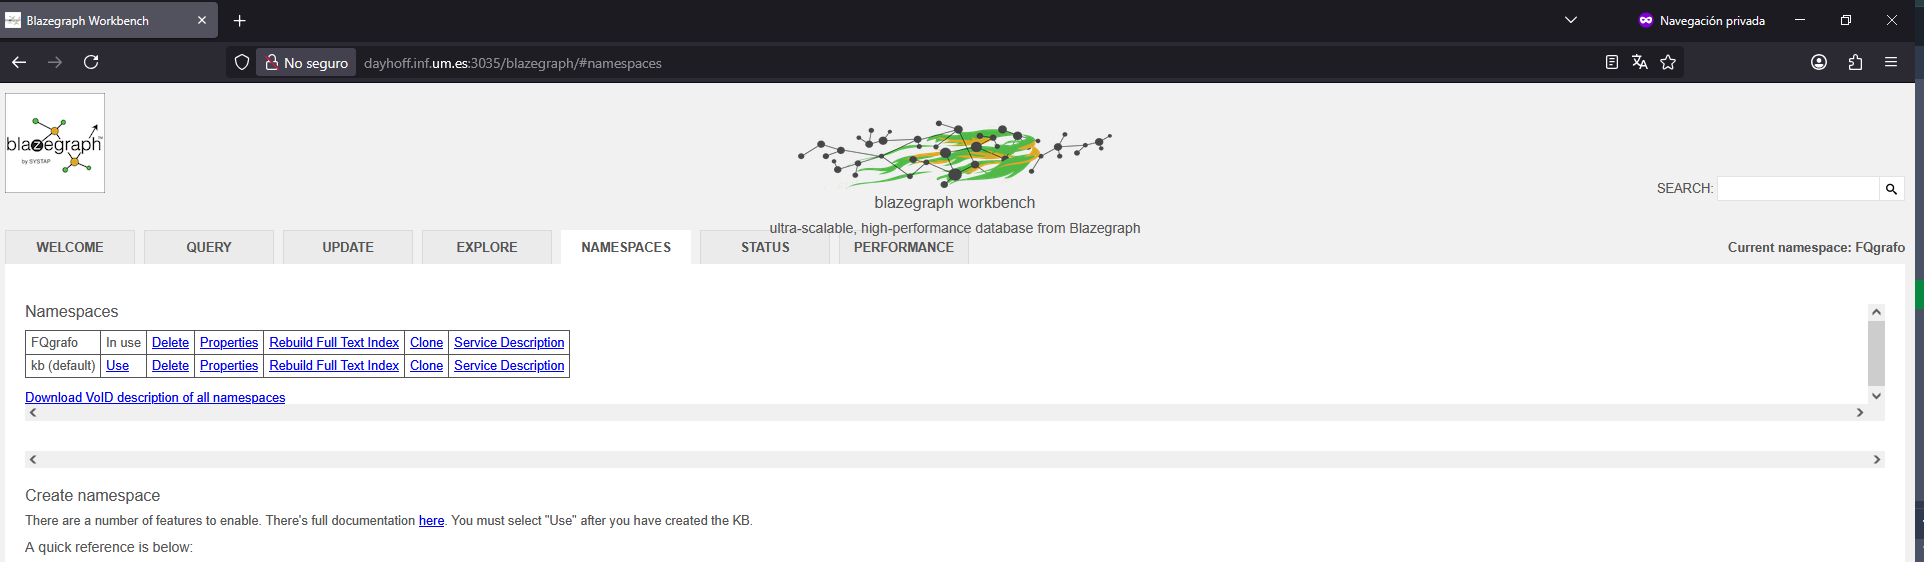 Blazegraph Workbench
Navegación privada
No seguro
dayhoff.inf.um.es:3035/blazegraph/#namespaces
blazegraph™
by SYSTAP
blazegraph workbench
SEARCH:
ultra-scalable, high-performance database from Blazegraph
WELCOME QUERY UPDATE EXPLORE NAMESPACES STATUS PERFORMANCE Current namespace: FQgrafo
Namespaces
FQgrafo In use Delete Properties Rebuild Full Text Index Clone Service Description
kb (default) Use Delete Properties Rebuild Full Text Index Clone Service Description
Download VoID description of all namespaces
Create namespace
There are a number of features to enable. There's full documentation here. You must select "Use" after you have created the KB.
A quick reference is below: